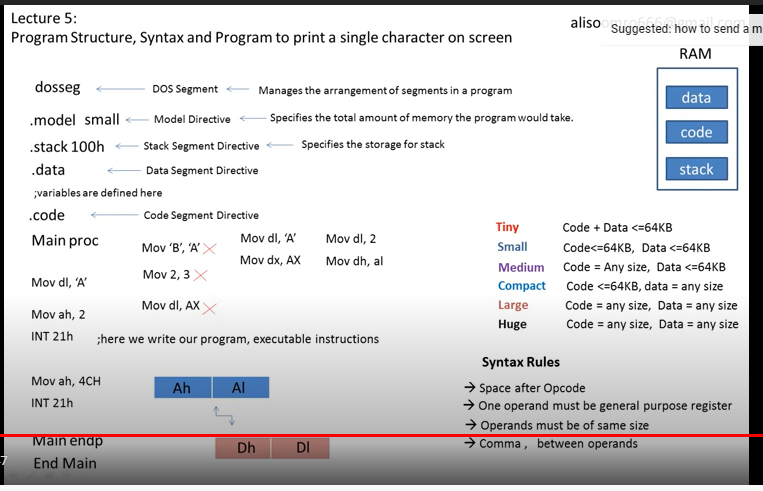 Lecture 5:
Program Structure, Syntax and Program to print a single character on screen
aliso
Suggested: how to send a m
RAM
data
code
stack
dosseg DOS Segment Manages the arrangement of segments in a program
.model small Model Directive Specifies the total amount of memory the program would take.
.stack 100h Stack Segment Directive Specifies the storage for stack
.data Data Segment Directive
;variables are defined here
.code Code Segment Directive
Main proc
Mov ‘B’, ‘A’ Mov dl, ‘A’ Mov dl, 2
Mov dx, AX Mov dh, al
Mov 2, 3
Mov dl, ‘A’
Mov dl, AX
Mov ah, 2
INT 21h
;here we write our program, executable instructions
Mov ah, 4CH
INT 21h
Ah Al
Dh Dl
Main endp
End Main
7
Tiny Code + Data <=64KB
Small Code<=64KB, Data <=64KB
Medium Code = Any size, Data <=64KB
Compact Code <=64KB, data = any size
Large Code = any size, Data = any size
Huge Code = any size, Data = any size
Syntax Rules
→ Space after Opcode
→ One operand must be general purpose register
→ Operands must be of same size
→ Comma , between operands